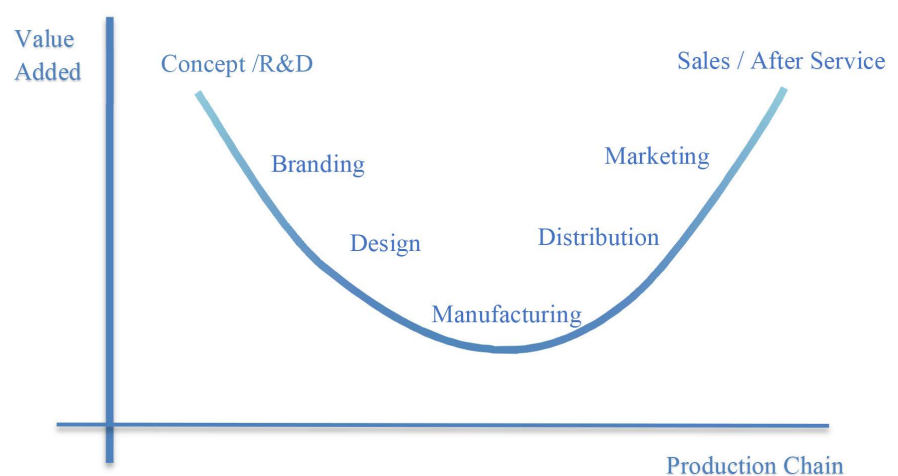 Value
Added
Concept /R&D
Sales / After Service
Branding
Marketing
Design
Distribution
Manufacturing
Production Chain